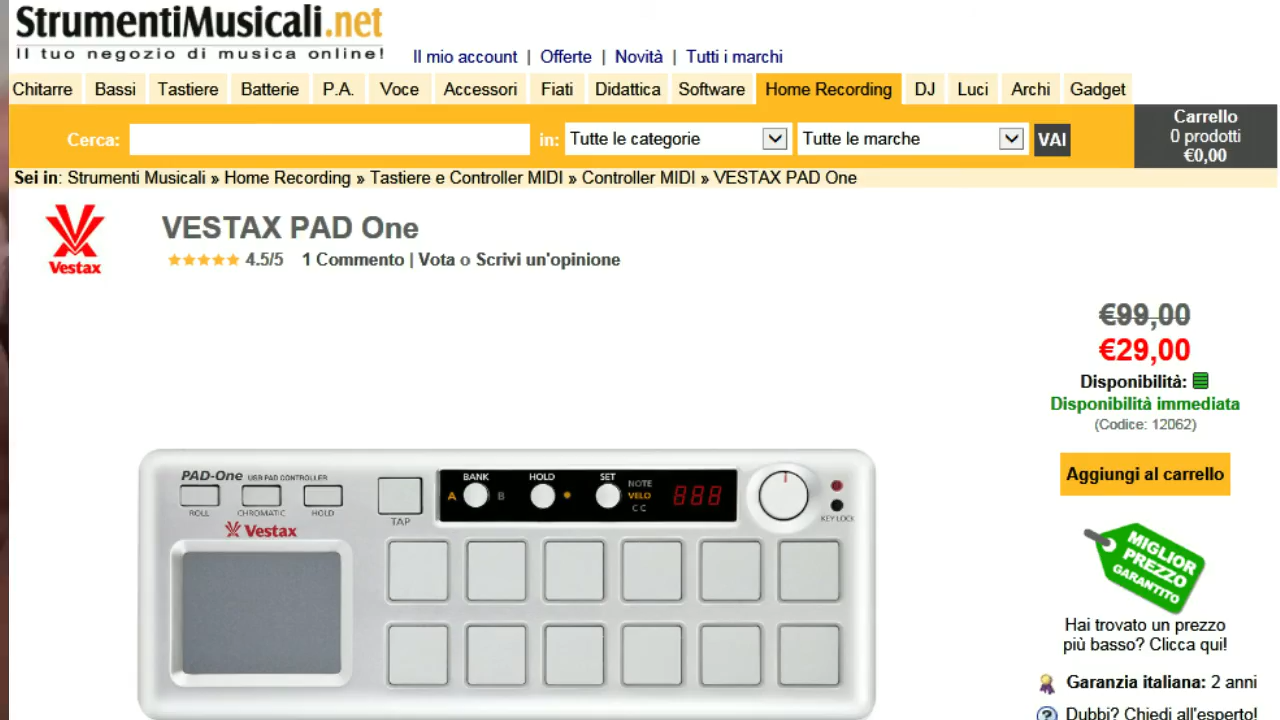 StrumentiMusicali.net
Il tuo negozio di musica online!
Il mio account | Offerte | Novità | Tutti i marchi
Chitarre Bassi Tastiere Batterie P.A. Voce Accessori Fiati Didattica Software Home Recording DJ Luci Archi Gadget
Cerca: in: Tutte le categorie Tutte le marche VAI
Carrello
0 prodotti
€0,00
Sei in: Strumenti Musicali » Home Recording » Tastiere e Controller MIDI » Controller MIDI » VESTAX PAD One
Vestax
VESTAX PAD One
4.5/5 1 Commento | Vota o Scrivi un'opinione
€99,00
€29,00
Disponibilità:
Disponibilità immediata
(Codice: 12062)
Aggiungi al carrello
MIGLIOR
PREZZO
GARANTITO
Hai trovato un prezzo
più basso? Clicca qui!
Garanzia italiana: 2 anni
Dubbi? Chiedi all'esperto!
PAD-One USB PAD CONTROLLER
ROLL CHROMATIC HOLD
TAP
Vestax
BANK HOLD SET
A B
NOTE
VELO
CC
888
KEY LOCK